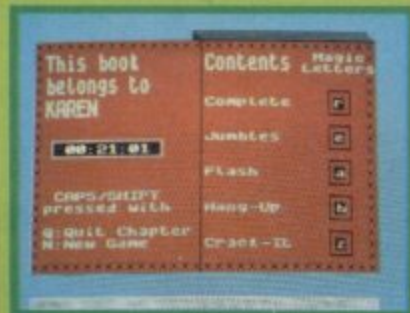 This book
belongs to
KAREN
00:21:01
CAPS/SHIFT
pressed with
Q:Quit Chapter
N:New Game
Contents Magic
Letters
Complete r
Jumbles e
Flash a
Hang-Up h
Crack-It c